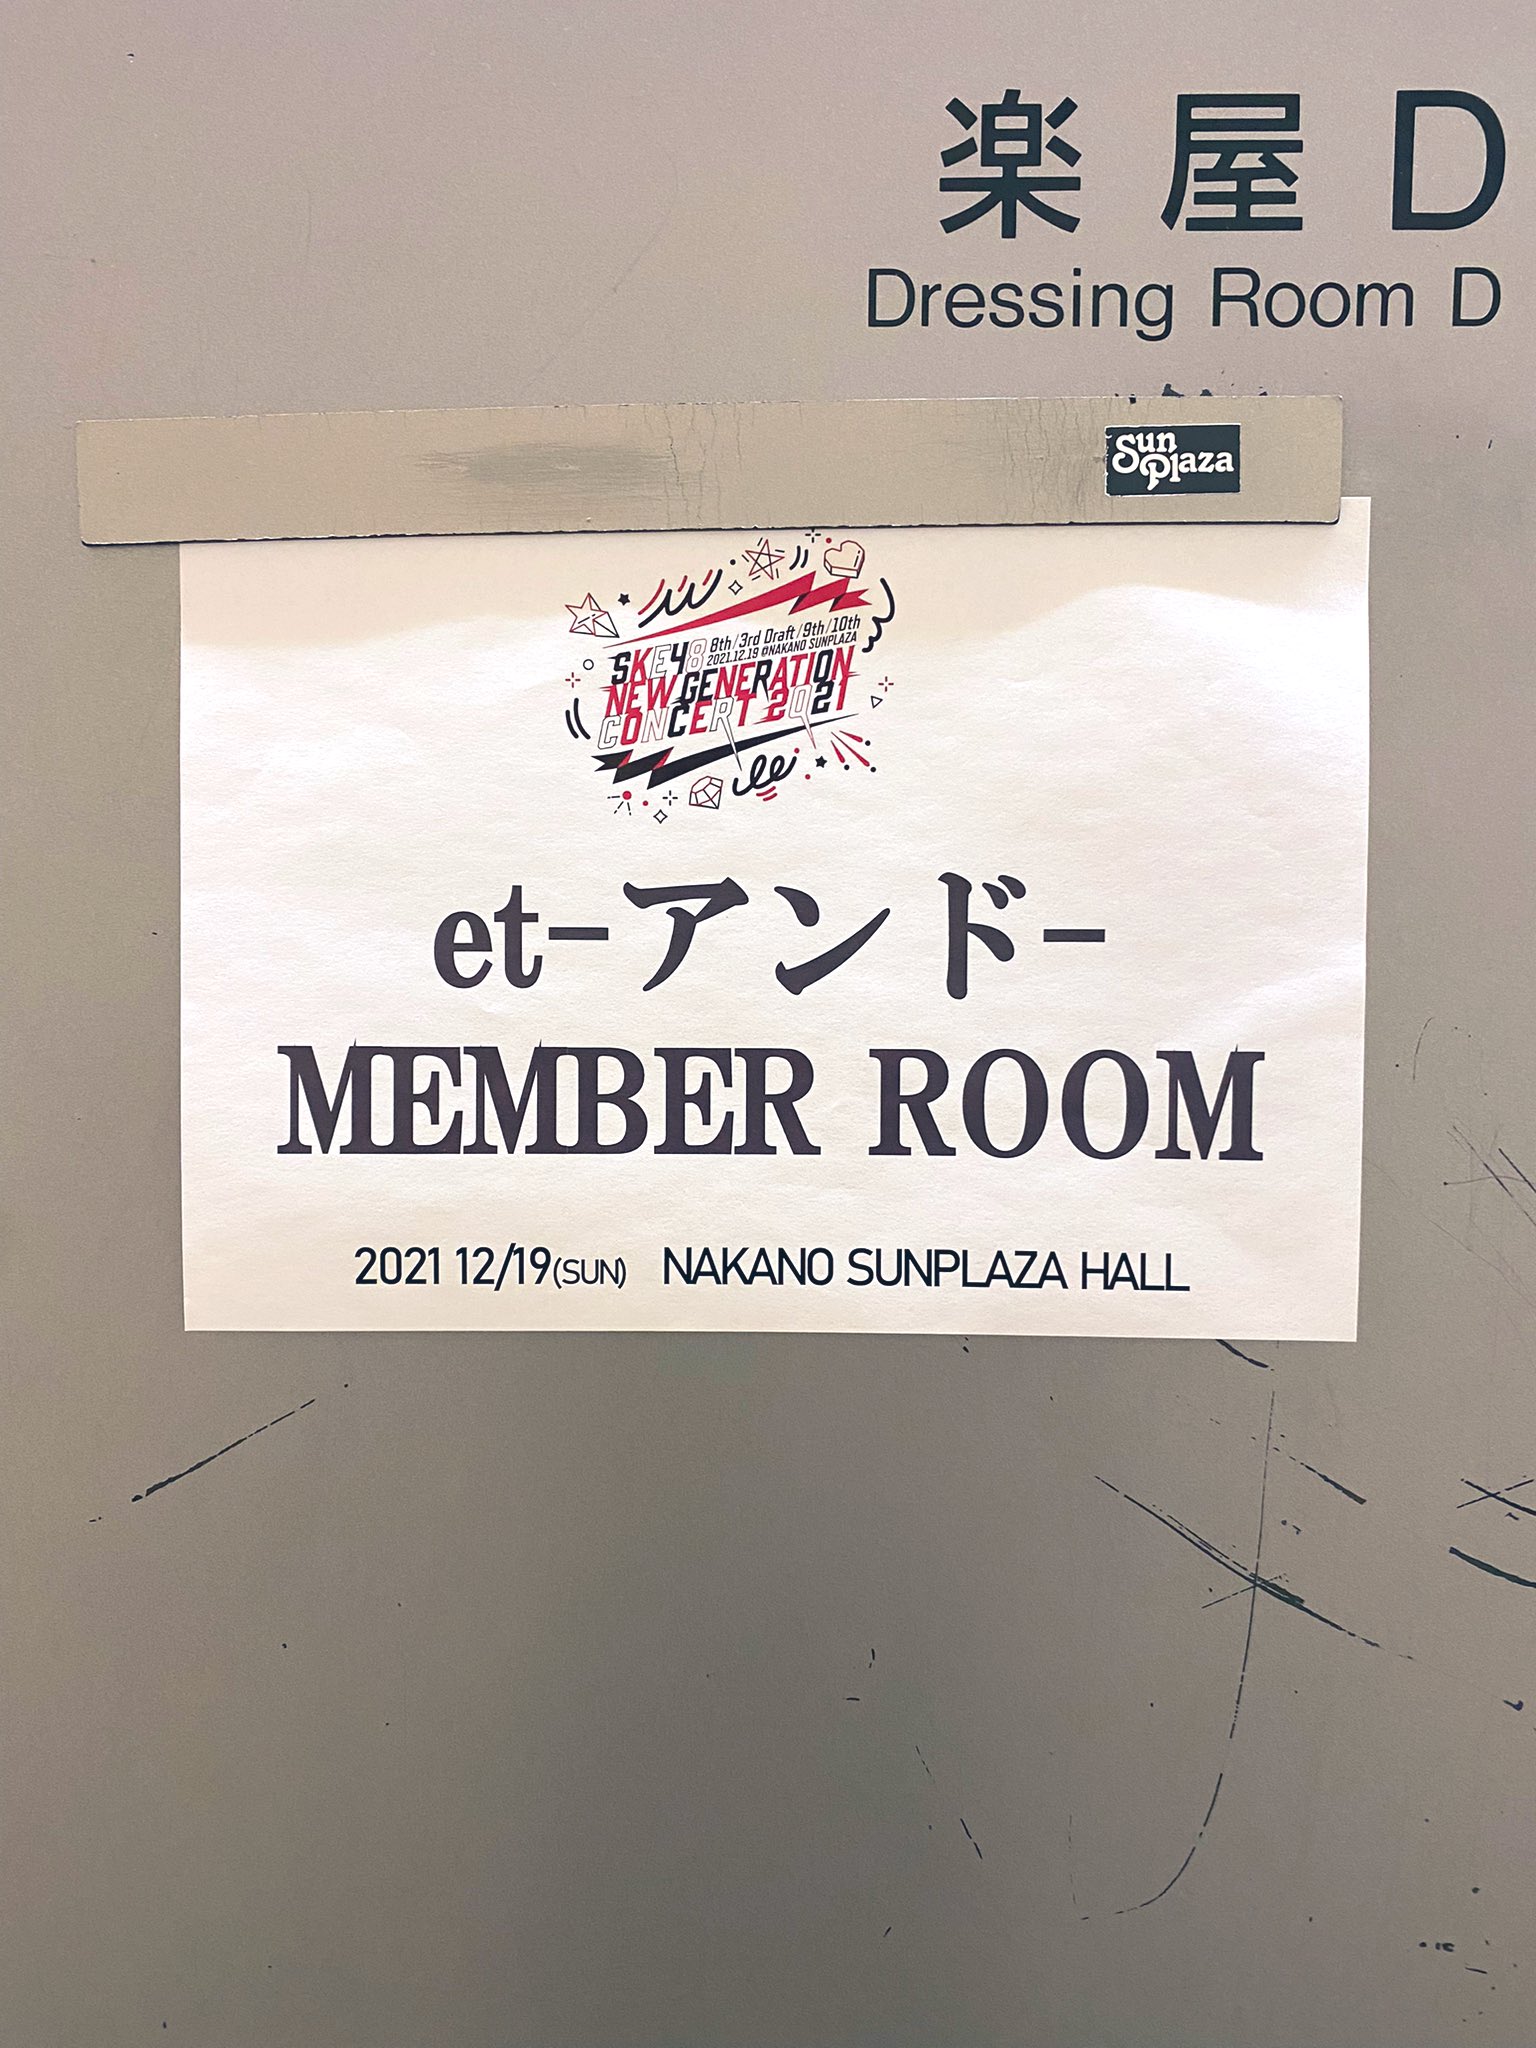 楽屋D
Dressing Room D
Sun
Plaza
SKE48 8th/3rd Draft/9th/10th
2021.12.19 @NAKANO SUNPLAZA
NEW GENERATION
CONCERT 2021
et-アンド-
MEMBER ROOM
2021 12/19(SUN) NAKANO SUNPLAZA HALL